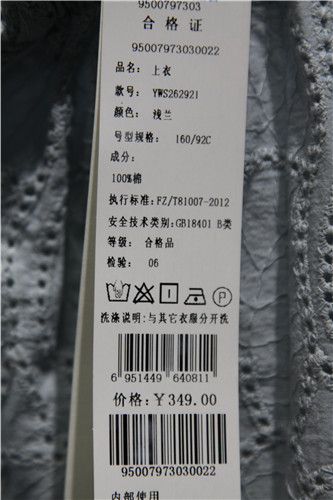 9500797303
合格证
95007973030022
品名: 上衣
款号: YWS262921
颜色: 浅兰
号型规格: 160/92C
成分:
100%棉
执行标准: FZ/T81007-2012
安全技术类别: GB18401 B类
等级: 合格品
检验: 06
P
洗涤说明: 与其它衣服分开洗
6 951449 640811
价格: ￥349.00
95007973030022
内部使用